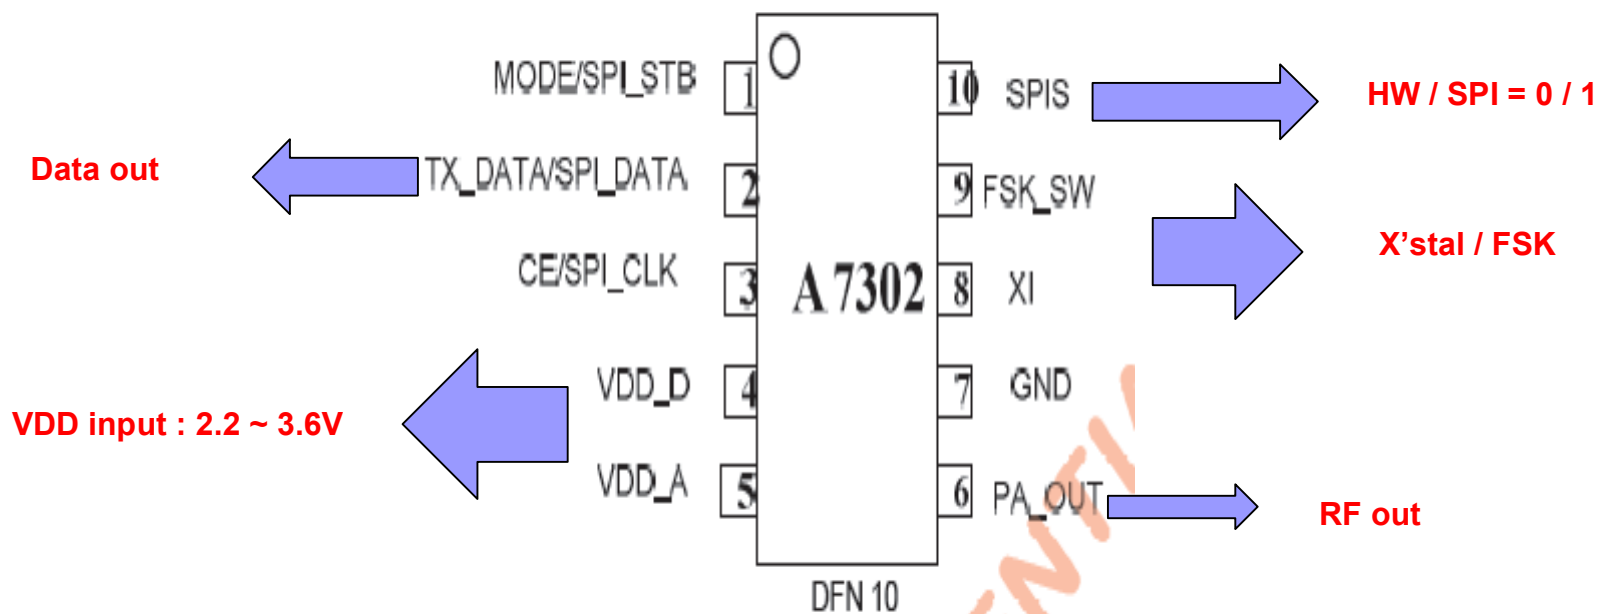 MODE/SPI_STB 1
10 SPIS
HW / SPI = 0 / 1
Data out
TX_DATA/SPI_DATA 2
9 FSK_SW
X'stal / FSK
CE/SPI_CLK 3
A7302
8 XI
VDD_D 4
7 GND
VDD input : 2.2 ~ 3.6V
VDD_A 5
6 PA_OUT
RF out
DFN 10
ENTI